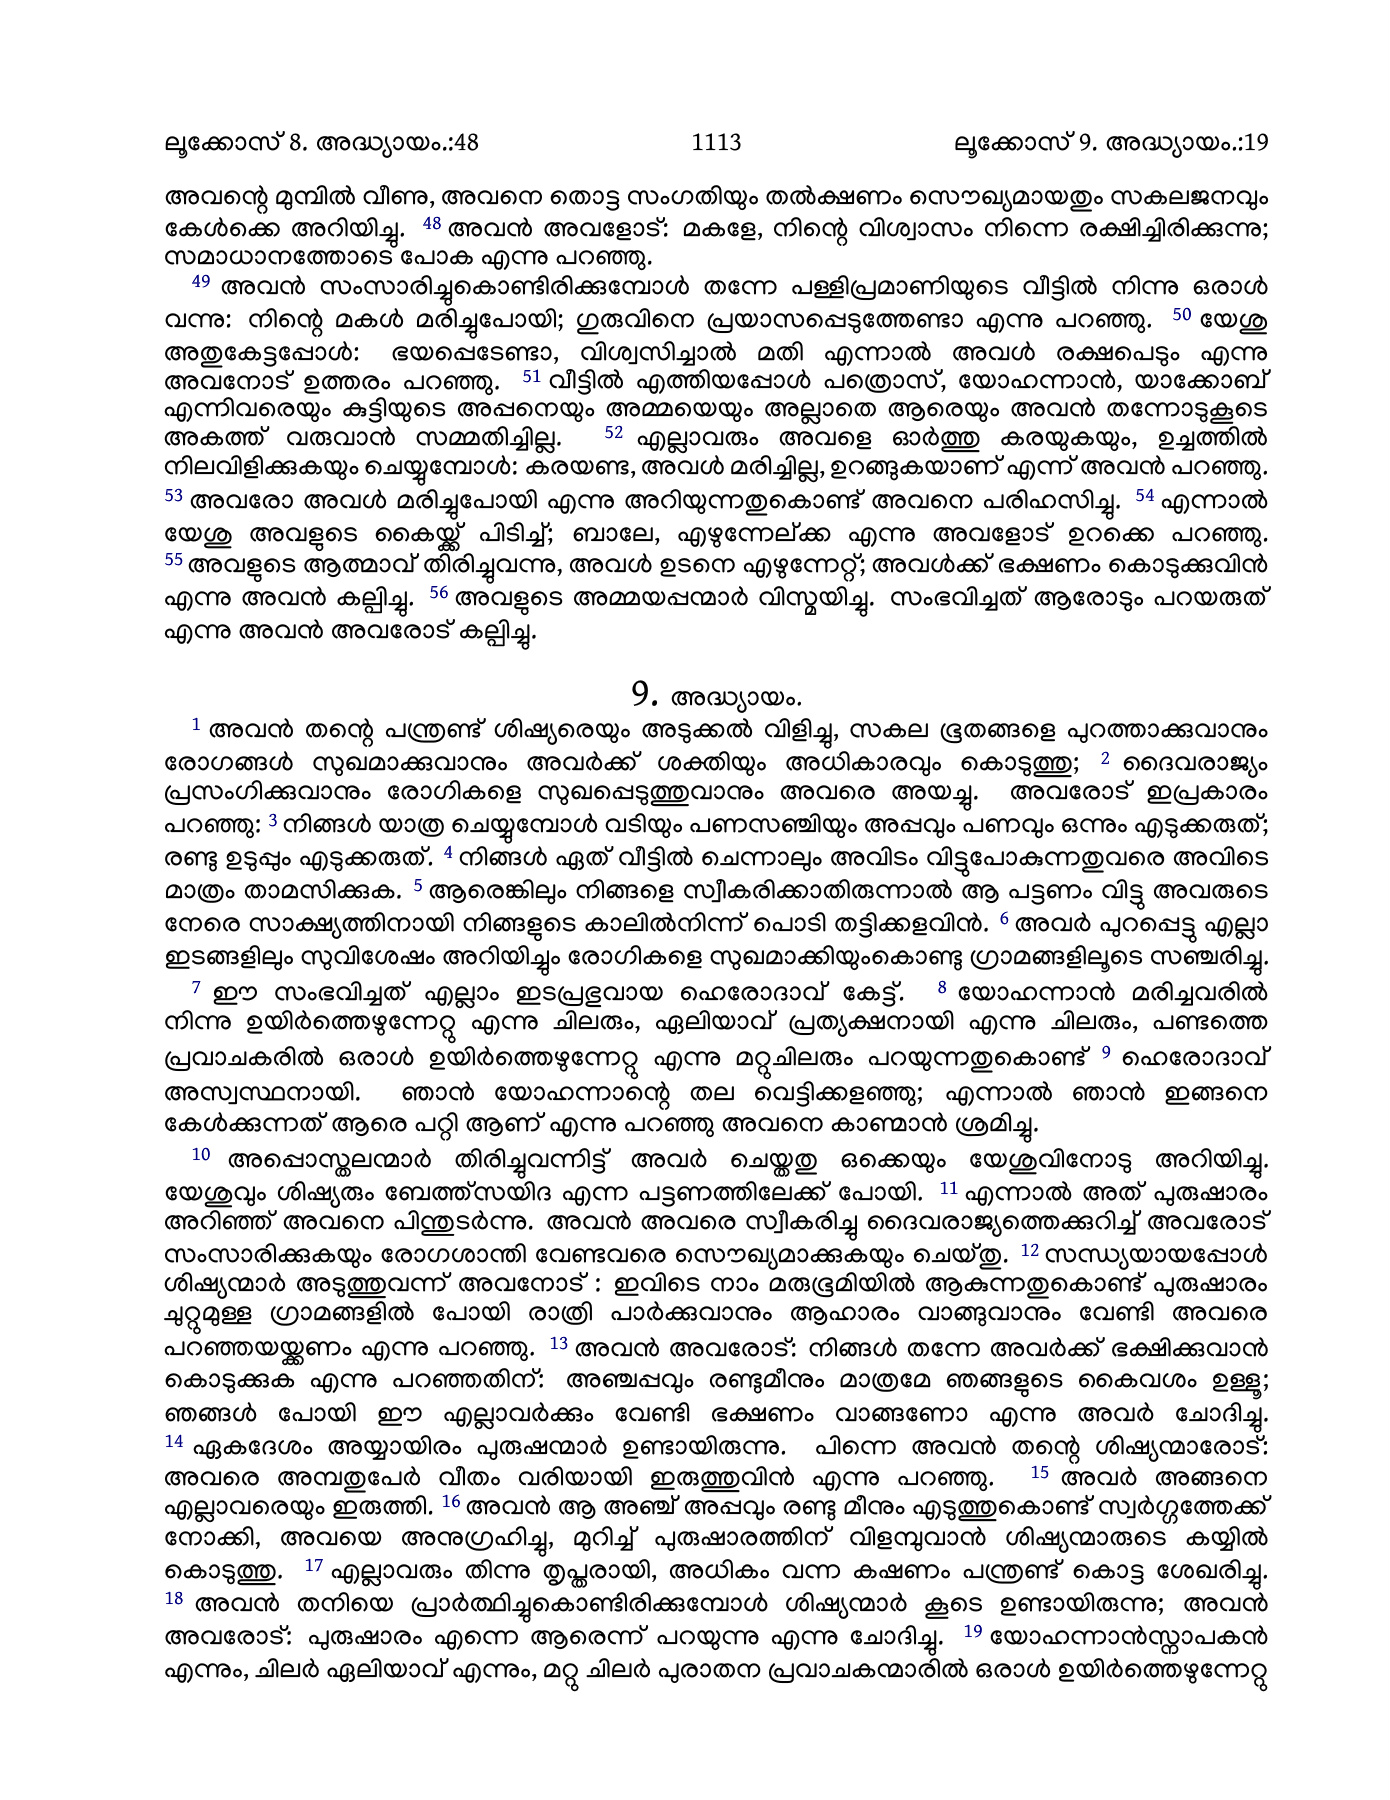 ലൂക്കോസ് 8. അദ്ധ്യായം.:48 1113 ലൂക്കോസ് 9. അദ്ധ്യായം.:19
അവന്റെ മുമ്പിൽ വീണു, അവനെ തൊട്ട സംഗതിയും തൽക്ഷണം സൌഖ്യമായതും സകലജനവും
കേൾക്കെ അറിയിച്ചു. 48 അവൻ അവളോട്: മകളേ, നിന്റെ വിശ്വാസം നിന്നെ രക്ഷിച്ചിരിക്കുന്നു;
സമാധാനത്തോടെ പോക എന്നു പറഞ്ഞു.
49 അവൻ സംസാരിച്ചുകൊണ്ടിരിക്കുമ്പോൾ തന്നേ പള്ളിപ്രമാണിയുടെ വീട്ടിൽ നിന്നു ഒരാൾ
വന്നു: നിന്റെ മകൾ മരിച്ചുപോയി; ഗുരുവിനെ പ്രയാസപ്പെടുത്തേണ്ടാ എന്നു പറഞ്ഞു. 50 യേശു
അതുകേട്ടപ്പോൾ: ഭയപ്പെടേണ്ടാ, വിശ്വസിച്ചാൽ മതി എന്നാൽ അവൾ രക്ഷപെടും എന്നു
അവനോട് ഉത്തരം പറഞ്ഞു. 51 വീട്ടിൽ എത്തിയപ്പോൾ പത്രൊസ്, യോഹന്നാൻ, യാക്കോബ്
എന്നിവരെയും കുട്ടിയുടെ അപ്പനെയും അമ്മയെയും അല്ലാതെ ആരെയും അവൻ തന്നോടുകൂടെ
അകത്ത് വരുവാൻ സമ്മതിച്ചില്ല. 52 എല്ലാവരും അവളെ ഓർത്തു കരയുകയും, ഉച്ചത്തിൽ
നിലവിളിക്കുകയും ചെയ്യുമ്പോൾ: കരയണ്ട, അവൾ മരിച്ചില്ല, ഉറങ്ങുകയാണ് എന്ന് അവൻ പറഞ്ഞു.
53 അവരോ അവൾ മരിച്ചുപോയി എന്നു അറിയുന്നതുകൊണ്ട് അവനെ പരിഹസിച്ചു. 54 എന്നാൽ
യേശു അവളുടെ കൈയ്ക്ക് പിടിച്ച്; ബാലേ, എഴുന്നേല്ക്ക എന്നു അവളോട് ഉറക്കെ പറഞ്ഞു.
55 അവളുടെ ആത്മാവ് തിരിച്ചുവന്നു, അവൾ ഉടനെ എഴുന്നേറ്റ്; അവൾക്ക് ഭക്ഷണം കൊടുക്കുവിൻ
എന്നു അവൻ കല്പിച്ചു. 56 അവളുടെ അമ്മയപ്പന്മാർ വിസ്മയിച്ചു. സംഭവിച്ചത് ആരോടും പറയരുത്
എന്നു അവൻ അവരോട് കല്പിച്ചു.
9. അദ്ധ്യായം.
1 അവൻ തന്റെ പന്ത്രണ്ട് ശിഷ്യരെയും അടുക്കൽ വിളിച്ചു, സകല ഭൂതങ്ങളെ പുറത്താക്കുവാനും
രോഗങ്ങൾ സുഖമാക്കുവാനും അവർക്ക് ശക്തിയും അധികാരവും കൊടുത്തു; 2 ദൈവരാജ്യം
പ്രസംഗിക്കുവാനും രോഗികളെ സുഖപ്പെടുത്തുവാനും അവരെ അയച്ചു. അവരോട് ഇപ്രകാരം
പറഞ്ഞു: 3 നിങ്ങൾ യാത്ര ചെയ്യുമ്പോൾ വടിയും പണസഞ്ചിയും അപ്പവും പണവും ഒന്നും എടുക്കരുത്;
രണ്ടു ഉടുപ്പും എടുക്കരുത്. 4 നിങ്ങൾ ഏത് വീട്ടിൽ ചെന്നാലും അവിടം വിട്ടുപോകുന്നതുവരെ അവിടെ
മാത്രം താമസിക്കുക. 5 ആരെങ്കിലും നിങ്ങളെ സ്വീകരിക്കാതിരുന്നാൽ ആ പട്ടണം വിട്ടു അവരുടെ
നേരെ സാക്ഷ്യത്തിനായി നിങ്ങളുടെ കാലിൽനിന്ന് പൊടി തട്ടിക്കളവിൻ. 6 അവർ പുറപ്പെട്ടു എല്ലാ
ഇടങ്ങളിലും സുവിശേഷം അറിയിച്ചും രോഗികളെ സുഖമാക്കിയുംകൊണ്ടു ഗ്രാമങ്ങളിലൂടെ സഞ്ചരിച്ചു.
7 ഈ സംഭവിച്ചത് എല്ലാം ഇടപ്രഭുവായ ഹെരോദാവ് കേട്ട്. 8 യോഹന്നാൻ മരിച്ചവരിൽ
നിന്നു ഉയിർത്തെഴുന്നേറ്റു എന്നു ചിലരും, ഏലിയാവ് പ്രത്യക്ഷനായി എന്നു ചിലരും, പണ്ടത്തെ
പ്രവാചകരിൽ ഒരാൾ ഉയിർത്തെഴുന്നേറ്റു എന്നു മറ്റുചിലരും പറയുന്നതുകൊണ്ട് 9 ഹെരോദാവ്
അസ്വസ്ഥനായി. ഞാൻ യോഹന്നാന്റെ തല വെട്ടിക്കളഞ്ഞു; എന്നാൽ ഞാൻ ഇങ്ങനെ
കേൾക്കുന്നത് ആരെ പറ്റി ആണ് എന്നു പറഞ്ഞു അവനെ കാണ്മാൻ ശ്രമിച്ചു.
10 അപ്പൊസ്തലന്മാർ തിരിച്ചുവന്നിട്ട് അവർ ചെയ്തതു ഒക്കെയും യേശുവിനോടു അറിയിച്ചു.
യേശുവും ശിഷ്യരും ബേത്ത്സയിദ എന്ന പട്ടണത്തിലേക്ക് പോയി. 11 എന്നാൽ അത് പുരുഷാരം
അറിഞ്ഞ് അവനെ പിന്തുടർന്നു. അവൻ അവരെ സ്വീകരിച്ചു ദൈവരാജ്യത്തെക്കുറിച്ച് അവരോട്
സംസാരിക്കുകയും രോഗശാന്തി വേണ്ടവരെ സൌഖ്യമാക്കുകയും ചെയ്തു. 12 സന്ധ്യയായപ്പോൾ
ശിഷ്യന്മാർ അടുത്തുവന്ന് അവനോട് : ഇവിടെ നാം മരുഭൂമിയിൽ ആകുന്നതുകൊണ്ട് പുരുഷാരം
ചുറ്റുമുള്ള ഗ്രാമങ്ങളിൽ പോയി രാത്രി പാർക്കുവാനും ആഹാരം വാങ്ങുവാനും വേണ്ടി അവരെ
പറഞ്ഞയയ്ക്കണം എന്നു പറഞ്ഞു. 13 അവൻ അവരോട്: നിങ്ങൾ തന്നേ അവർക്ക് ഭക്ഷിക്കുവാൻ
കൊടുക്കുക എന്നു പറഞ്ഞതിന്: അഞ്ചപ്പവും രണ്ടുമീനും മാത്രമേ ഞങ്ങളുടെ കൈവശം ഉള്ളൂ;
ഞങ്ങൾ പോയി ഈ എല്ലാവർക്കും വേണ്ടി ഭക്ഷണം വാങ്ങണോ എന്നു അവർ ചോദിച്ചു.
14 ഏകദേശം അയ്യായിരം പുരുഷന്മാർ ഉണ്ടായിരുന്നു. പിന്നെ അവൻ തന്റെ ശിഷ്യന്മാരോട്:
അവരെ അമ്പതുപേർ വീതം വരിയായി ഇരുത്തുവിൻ എന്നു പറഞ്ഞു. 15 അവർ അങ്ങനെ
എല്ലാവരെയും ഇരുത്തി. 16 അവൻ ആ അഞ്ച് അപ്പവും രണ്ടു മീനും എടുത്തുകൊണ്ട് സ്വർഗ്ഗത്തേക്ക്
നോക്കി, അവയെ അനുഗ്രഹിച്ചു, മുറിച്ച് പുരുഷാരത്തിന് വിളമ്പുവാൻ ശിഷ്യന്മാരുടെ കയ്യിൽ
കൊടുത്തു. 17 എല്ലാവരും തിന്നു തൃപ്തരായി, അധികം വന്ന കഷണം പന്ത്രണ്ട് കൊട്ട ശേഖരിച്ചു.
18 അവൻ തനിയെ പ്രാർത്ഥിച്ചുകൊണ്ടിരിക്കുമ്പോൾ ശിഷ്യന്മാർ കൂടെ ഉണ്ടായിരുന്നു; അവൻ
അവരോട്: പുരുഷാരം എന്നെ ആരെന്ന് പറയുന്നു എന്നു ചോദിച്ചു. 19 യോഹന്നാൻസ്നാപകൻ
എന്നും, ചിലർ ഏലിയാവ് എന്നും, മറ്റു ചിലർ പുരാതന പ്രവാചകന്മാരിൽ ഒരാൾ ഉയിർത്തെഴുന്നേറ്റു